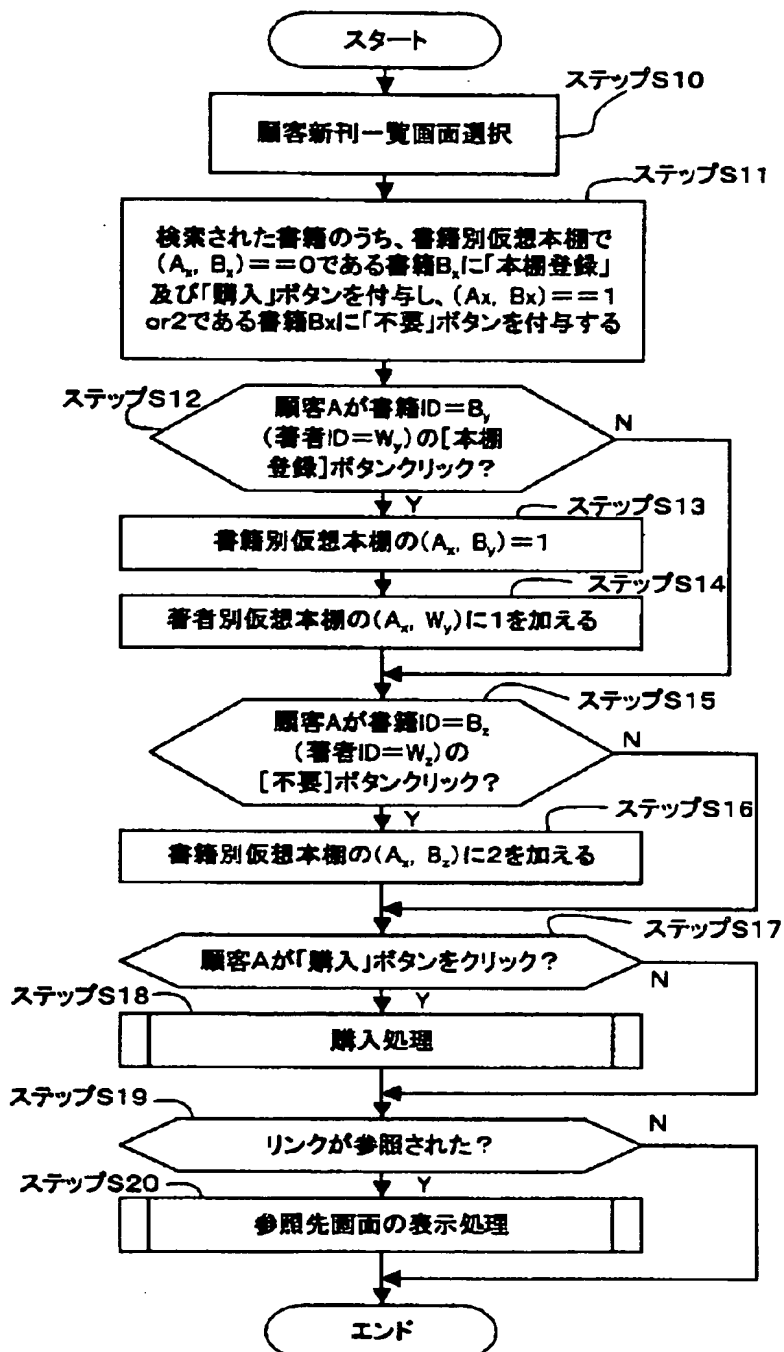 スタート
ステップS10
顧客新刊一覧画面選択
ステップS11
検索された書籍のうち、書籍別仮想本棚で
(Ax, Bx)==0である書籍Bxに「本棚登録」
及び「購入」ボタンを付与し、(Ax, Bx)==1
or2である書籍Bxに「不要」ボタンを付与する
ステップS12
顧客Aが書籍ID=By
(著者ID=Wy)の[本棚
登録]ボタンクリック?
N
Y
ステップS13
書籍別仮想本棚の(Ax, By)=1
ステップS14
著者別仮想本棚の(Ax, Wy)に1を加える
ステップS15
顧客Aが書籍ID=Bz
(著者ID=Wz)の
[不要]ボタンクリック?
N
Y
ステップS16
書籍別仮想本棚の(Ax, Bz)に2を加える
ステップS17
顧客Aが「購入」ボタンをクリック?
N
Y
ステップS18
購入処理
ステップS19
リンクが参照された?
N
Y
ステップS20
参照先画面の表示処理
エンド